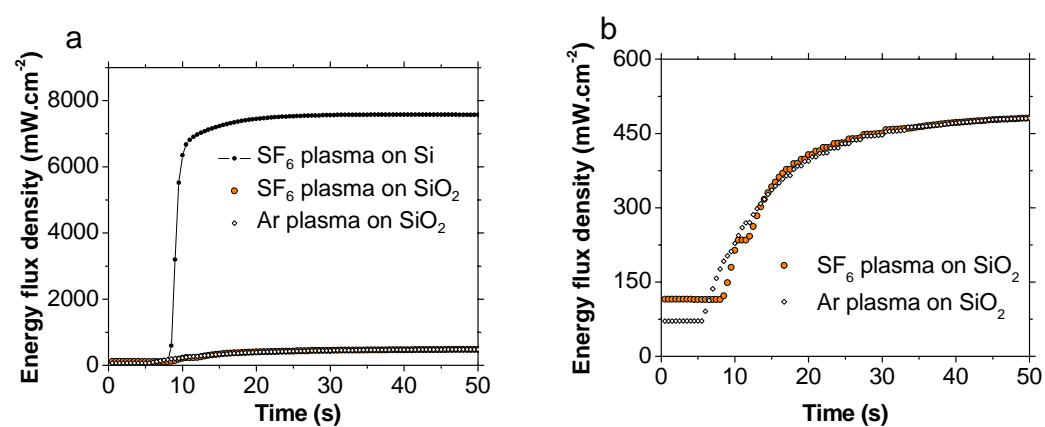 a
Energy flux density (mW.cm⁻²)
8000
6000
4000
2000
0
SF₆ plasma on Si
SF₆ plasma on SiO₂
Ar plasma on SiO₂
0 10 20 30 40 50
Time (s)
b
Energy flux density (mW.cm⁻²)
600
450
300
150
0
SF₆ plasma on SiO₂
Ar plasma on SiO₂
0 10 20 30 40 50
Time (s)